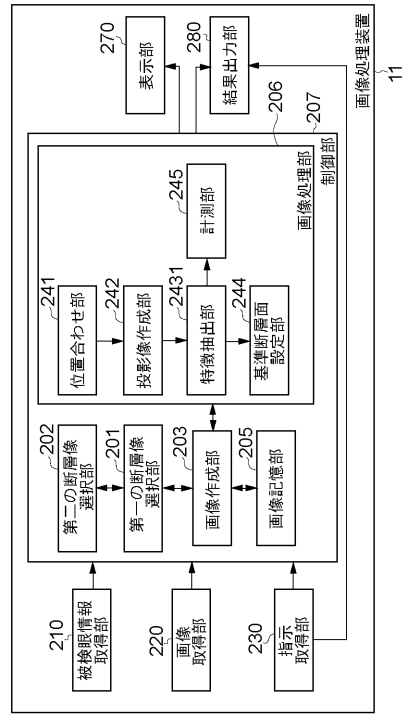 210
被検眼情報
取得部
220
画像
取得部
230
指示
取得部
202
第二の断層像
選択部
201
第一の断層像
選択部
203
画像作成部
205
画像記憶部
241
位置合わせ部
242
投影像作成部
2431
特徴抽出部
244
基準断層面
設定部
245
計測部
画像処理部
206
制御部
207
270
表示部
280
結果出力部
画像処理装置
11